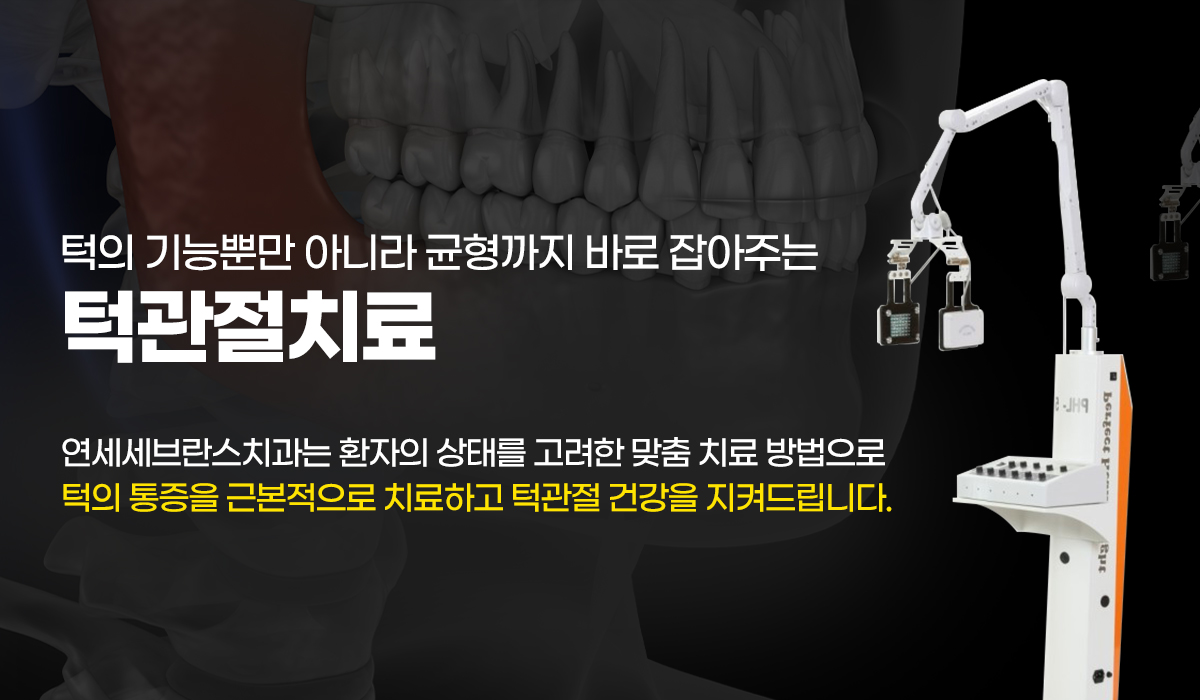 턱의 기능뿐만 아니라 균형까지 바로 잡아주는
턱관절치료
연세세브란스치과는 환자의 상태를 고려한 맞춤 치료 방법으로
턱의 통증을 근본적으로 치료하고 턱관절 건강을 지켜드립니다.